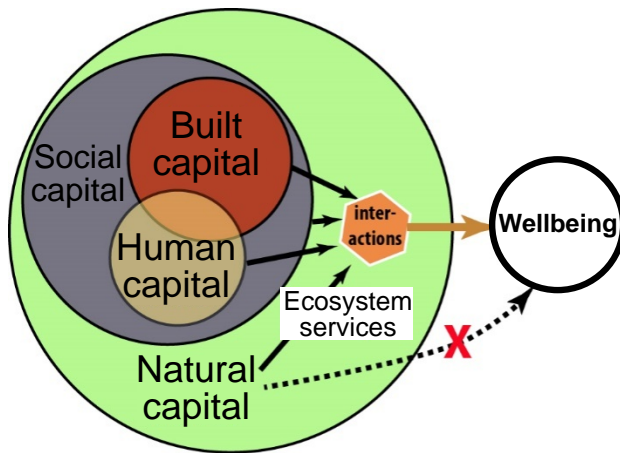 Built
capital
Social
capital
inter-
actions
Wellbeing
Human
capital
Ecosystem
services
X
Natural
capital